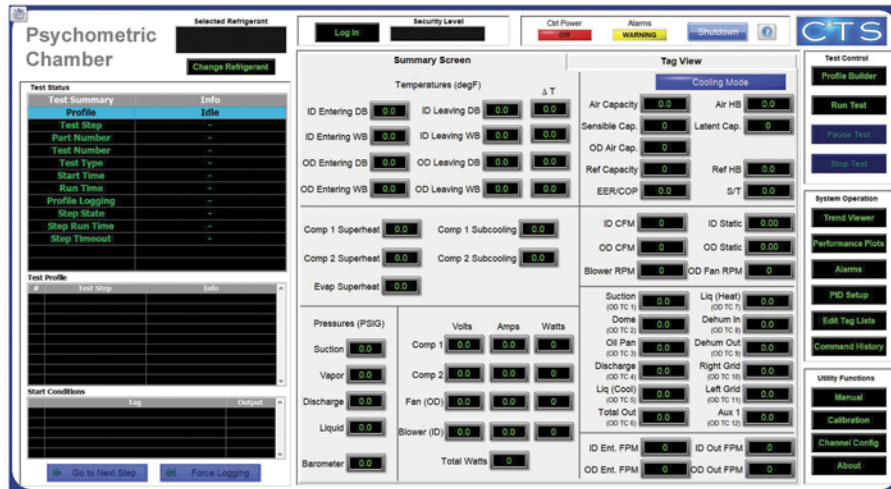 Psychometric
Chamber
Selected Refrigerant
Change Refrigerant
Log In
Security Level
Ctrl Power
Off
Alarms
WARNING
Shutdown
?
CTS
Test Status
Test Summary Info
Profile Idle
Test Step -
Part Number -
Test Number -
Test Type -
Start Time -
Run Time -
Profile Logging -
Step State -
Step Run Time -
Step Timeout -
Test Profile
# Test Step Info
Start Conditions
Tag Output
Go to Next Step Force Logging
Summary Screen Tag View
Temperatures (degF) Δ T
ID Entering DB 0.0 ID Leaving DB 0.0 0.0
ID Entering WB 0.0 ID Leaving WB 0.0 0.0
OD Entering DB 0.0 OD Leaving DB 0.0 0.0
OD Entering WB 0.0 OD Leaving WB 0.0 0.0
Comp 1 Superheat 0.0 Comp 1 Subcooling 0.0
Comp 2 Superheat 0.0 Comp 2 Subcooling 0.0
Evap Superheat 0.0
Pressures (PSIG)
Suction 0.0
Vapor 0.0
Discharge 0.0
Liquid 0.0
Barometer 0.0
Volts Amps Watts
Comp 1 0.0 0.0 0
Comp 2 0.0 0.0 0
Fan (OD) 0.0 0.0 0
Blower (ID) 0.0 0.0 0
Total Watts 0
Cooling Mode
Air Capacity 0.0 Air HB 0.0
Sensible Cap. 0 Latent Cap. 0
OD Air Cap. 0
Ref Capacity 0 Ref HB 0.0
EER/COP 0.0 S/T 0.0
ID CFM 0 ID Static 0.00
OD CFM 0 OD Static 0.00
Blower RPM 0 OD Fan RPM 0
Suction 0.0 Liq (Heat) 0.0
(OD TC 1) (OD TC 7)
Dome 0.0 Dehum In 0.0
(OD TC 2) (OD TC 8)
Oil Pan 0.0 Dehum Out 0.0
(OD TC 3) (OD TC 9)
Discharge 0.0 Right Grid 0.0
(OD TC 4) (OD TC 10)
Liq (Cool) 0.0 Left Grid 0.0
(OD TC 5) (OD TC 11)
Total Out 0.0 Aux 1 0.0
(OD TC 6) (OD TC 12)
ID Ent. FPM 0 ID Out FPM 0
OD Ent. FPM 0 OD Out FPM 0
Test Control
Profile Builder
Run Test
Pause Test
Stop Test
System Operation
Trend Viewer
Performance Plots
Alarms
PID Setup
Edit Tag Lists
Command History
Utility Functions
Manual
Calibration
Channel Config
About